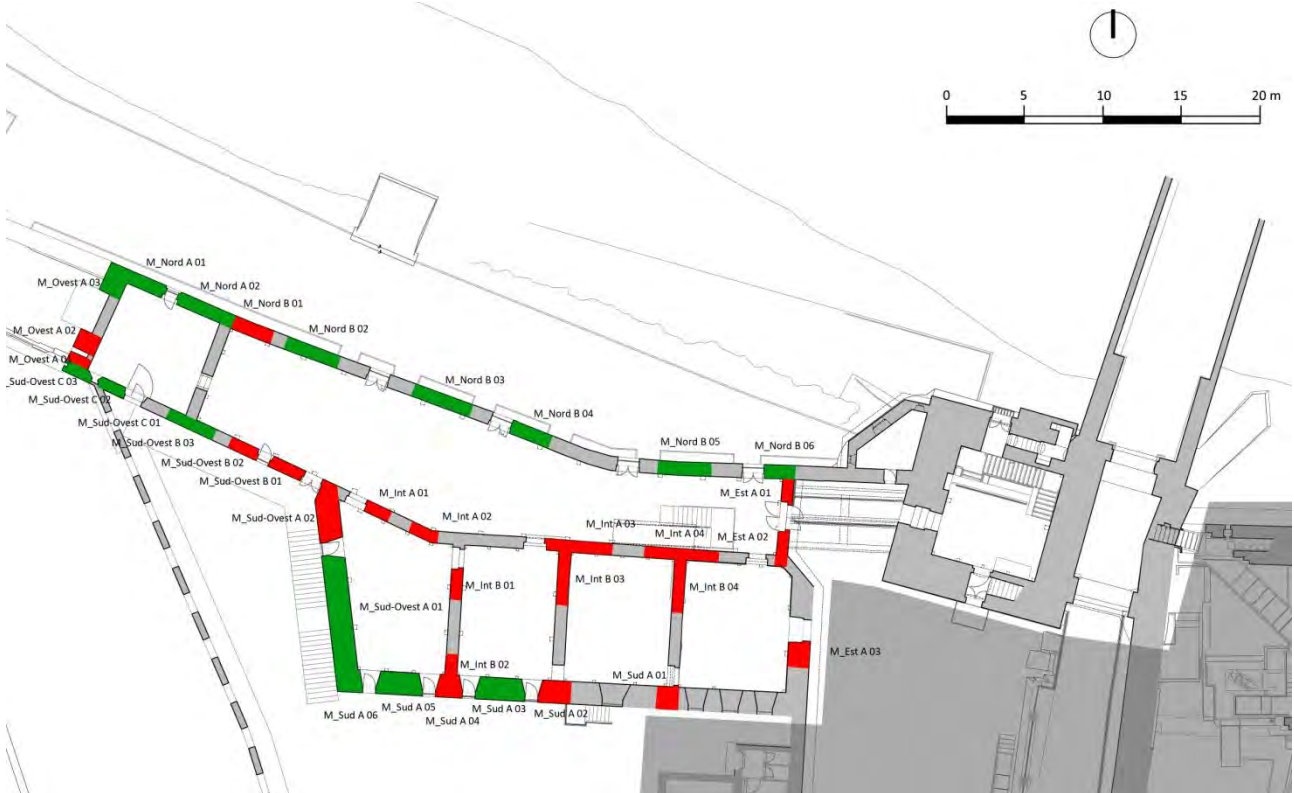 0 5 10 15 20 m
M_Nord A 01
M_Ovest A 03
M_Nord A 02
M_Nord B 01
M_Nord B 02
M_Ovest A 02
M_Ovest A 01
Sud-Ovest C 03
M_Sud-Ovest C 02
M_Sud-Ovest C 01
M_Sud-Ovest B 03
M_Sud-Ovest B 02
M_Sud-Ovest B 01
M_Nord B 03
M_Nord B 04
M_Nord B 05
M_Nord B 06
M_Est A 01
M_Int A 01
M_Int A 02
M_Sud-Ovest A 02
M_Int A 03
M_Int A 04
M_Est A 02
M_Int B 01
M_Int B 03
M_Int B 04
M_Sud-Ovest A 01
M_Est A 03
M_Int B 02
M_Sud A 01
M_Sud A 06
M_Sud A 05
M_Sud A 04
M_Sud A 03
M_Sud A 02